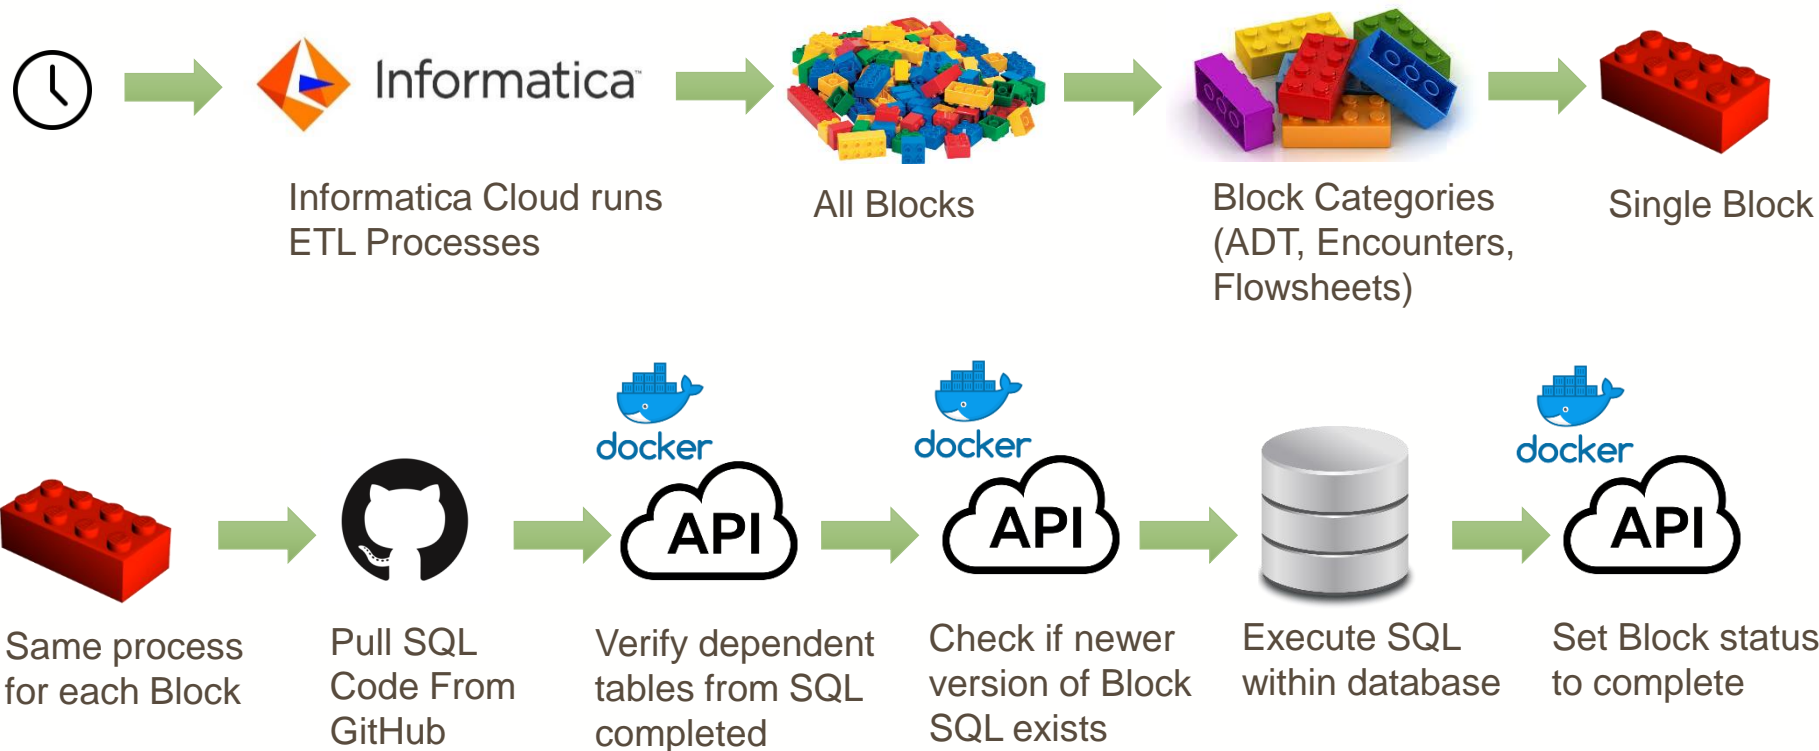 Informatica™
Informatica Cloud runs
ETL Processes
All Blocks
Block Categories
(ADT, Encounters,
Flowsheets)
Single Block
docker
API
docker
API
docker
API
Same process
for each Block
Pull SQL
Code From
GitHub
Verify dependent
tables from SQL
completed
Check if newer
version of Block
SQL exists
Execute SQL
within database
Set Block status
to complete